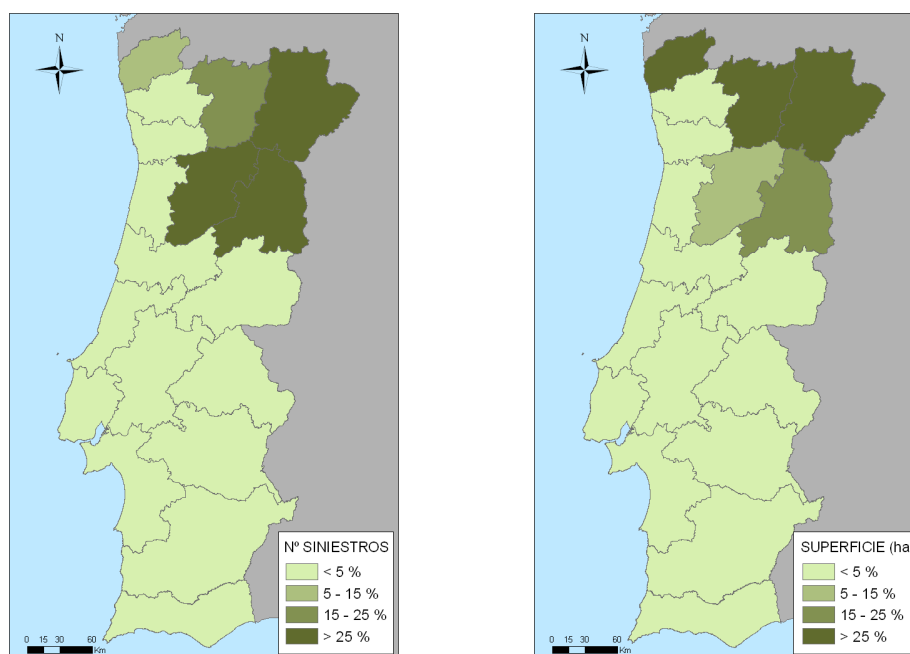 N
Nº SINIESTROS
< 5 %
5 - 15 %
15 - 25 %
> 25 %
0 15 30 60
Km
N
SUPERFICIE (ha
< 5 %
5 - 15 %
15 - 25 %
> 25 %
0 15 30 60
Km